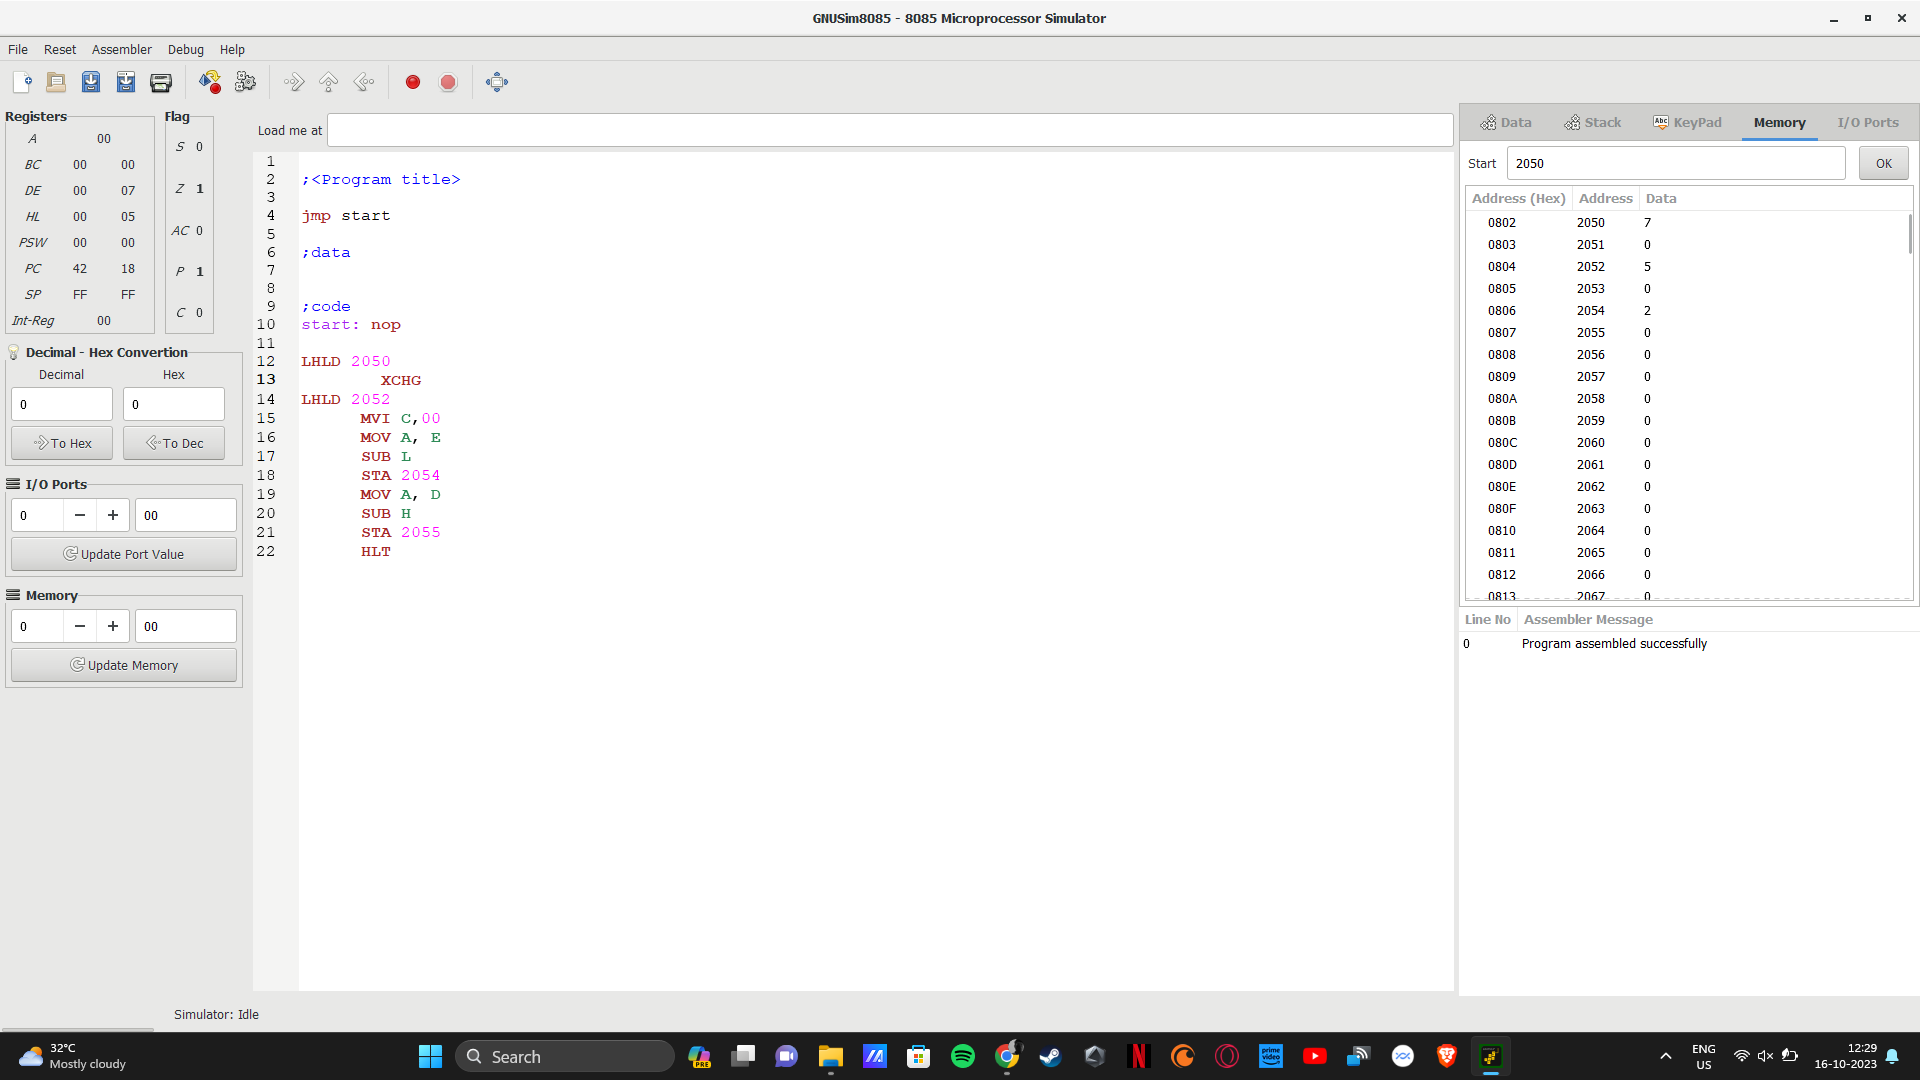 GNUSim8085 - 8085 Microprocessor Simulator
File Reset Assembler Debug Help
Registers
A 00
BC 00 00
DE 00 07
HL 00 05
PSW 00 00
PC 42 18
SP FF FF
Int-Reg 00
Flag
S 0
Z 1
AC 0
P 1
C 0
Decimal - Hex Convertion
Decimal Hex
0 0
To Hex To Dec
I/O Ports
0 − + 00
Update Port Value
Memory
0 − + 00
Update Memory
Load me at
1
2 ;<Program title>
3
4 jmp start
5
6 ;data
7
8
9 ;code
10 start: nop
11
12 LHLD 2050
13 XCHG
14 LHLD 2052
15 MVI C,00
16 MOV A, E
17 SUB L
18 STA 2054
19 MOV A, D
20 SUB H
21 STA 2055
22 HLT
Data Stack Abc KeyPad Memory I/O Ports
Start 2050 OK
Address (Hex) Address Data
0802 2050 7
0803 2051 0
0804 2052 5
0805 2053 0
0806 2054 2
0807 2055 0
0808 2056 0
0809 2057 0
080A 2058 0
080B 2059 0
080C 2060 0
080D 2061 0
080E 2062 0
080F 2063 0
0810 2064 0
0811 2065 0
0812 2066 0
0813 2067 0
Line No Assembler Message
0 Program assembled successfully
Simulator: Idle
32°C
Mostly cloudy
Search
PRE
prime video
ENG
US
12:29
16-10-2023